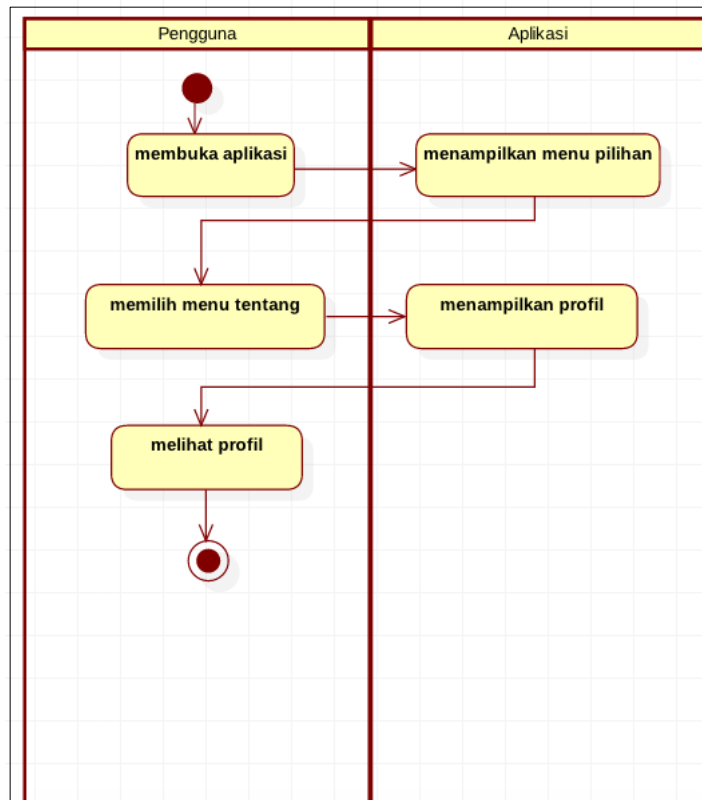 Pengguna
Aplikasi
membuka aplikasi
menampilkan menu pilihan
memilih menu tentang
menampilkan profil
melihat profil